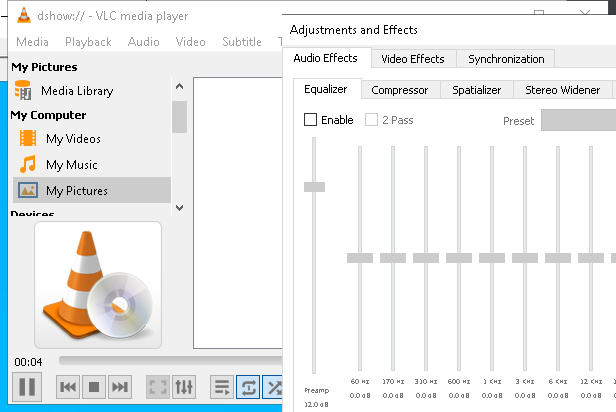 dshow:// - VLC media player
Media Playback Audio Video Subtitle
My Pictures
Media Library
My Computer
My Videos
My Music
My Pictures
Devices
00:04
Adjustments and Effects
Audio Effects Video Effects Synchronization
Equalizer Compressor Spatializer Stereo Widener
Enable 2 Pass Preset
60 Hz 170 Hz 310 Hz 600 Hz 1 KHz 3 KHz 6 KHz 12 KHz
Preamp 0.0 dB 0.0 dB 0.0 dB 0.0 dB 0.0 dB 0.0 dB 0.0 dB 0.0 dB
12.0 dB